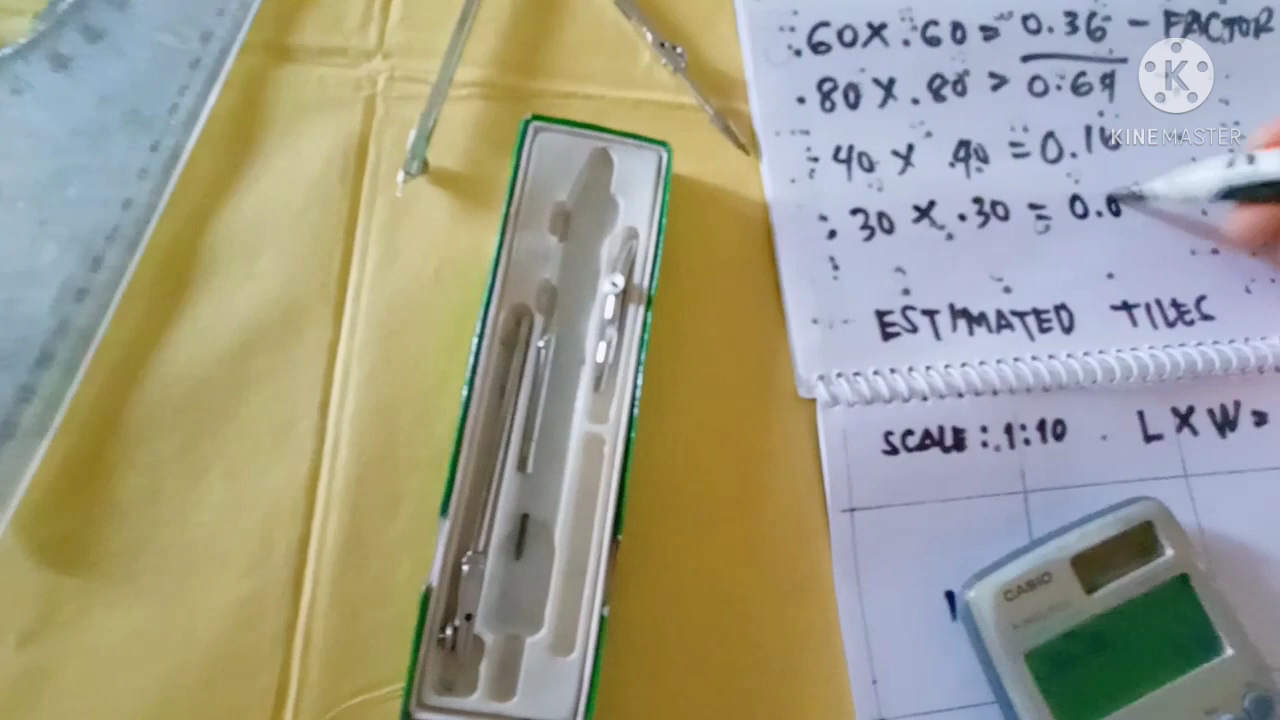 .60 X .60 = 0.36 - FACTOR
.80 X .80 = 0.64
.40 X .40 = 0.16
.30 X .30 = 0.0
ESTIMATED TILES
SCALE: 1:10 L X W =
CASIO
K
KINEMASTER